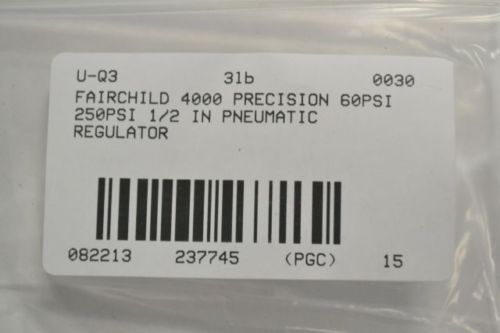 U-Q3 31b 0030
FAIRCHILD 4000 PRECISION 60PSI
250PSI 1/2 IN PNEUMATIC
REGULATOR
082213 237745 (PGC) 15